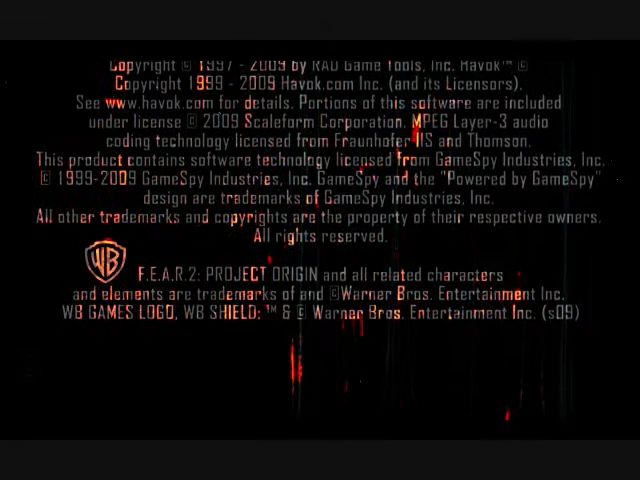 Copyright © 1997 - 2009 by RAD Game Tools, Inc. Havok™ ©
Copyright 1999 - 2009 Havok.com Inc. (and its Licensors).
See www.havok.com for details. Portions of this software are included
under license © 2009 Scaleform Corporation. MPEG Layer-3 audio
coding technology licensed from Fraunhofer IIS and Thomson.
This product contains software technology licensed from GameSpy Industries, Inc.
© 1999-2009 GameSpy Industries, Inc. GameSpy and the "Powered by GameSpy"
design are trademarks of GameSpy Industries, Inc.
All other trademarks and copyrights are the property of their respective owners.
All rights reserved.
WB F.E.A.R.2: PROJECT ORIGIN and all related characters
and elements are trademarks of and ©Warner Bros. Entertainment Inc.
WB GAMES LOGO, WB SHIELD: ™ & © Warner Bros. Entertainment Inc. (s09)